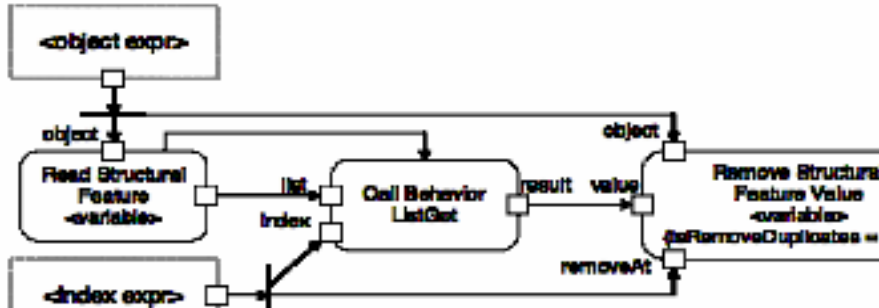 <object expr>
object
object
Read Structural
Feature
<variable>
list
index
Call Behavior
ListGet
result
value
Remove Structura
Feature Value
<variable>
{isRemoveDuplicates =
removeAt
<index expr>